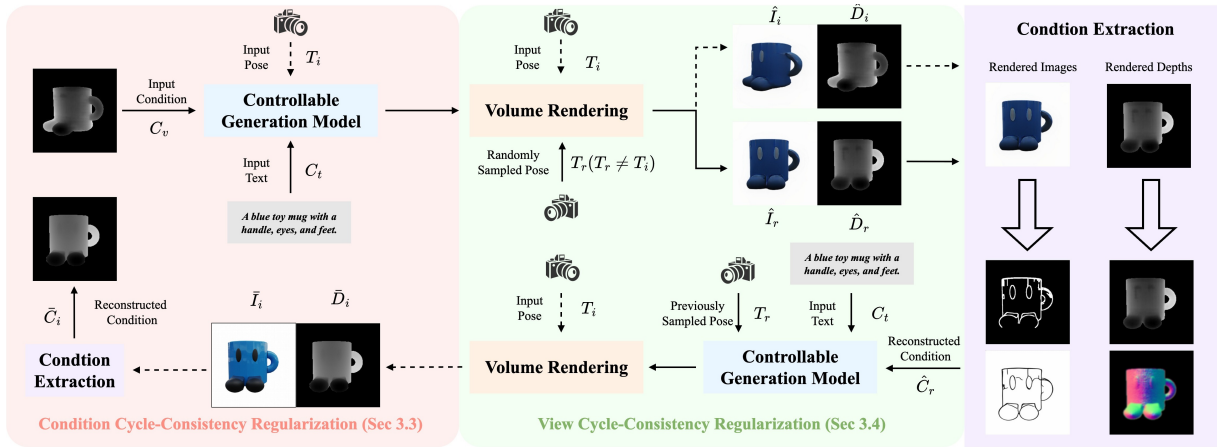 Input
Pose
T_i
Input
Condition
C_v
Controllable
Generation Model
Input
Text
C_t
A blue toy mug with a
handle, eyes, and feet.
C̄_i
Reconstructed
Condition
Condtion
Extraction
Ī_i
D̄_i
Condition Cycle-Consistency Regularization (Sec 3.3)
Input
Pose
T_i
Volume Rendering
Randomly
Sampled Pose
T_r(T_r ≠ T_i)
Î_i
D̂_i
Î_r
D̂_r
A blue toy mug with a
handle, eyes, and feet.
Input
Pose
T_i
Previously
Sampled Pose
T_r
Input
Text
C_t
Volume Rendering
Controllable
Generation Model
Reconstructed
Condition
Ĉ_r
View Cycle-Consistency Regularization (Sec 3.4)
Condtion Extraction
Rendered Images
Rendered Depths